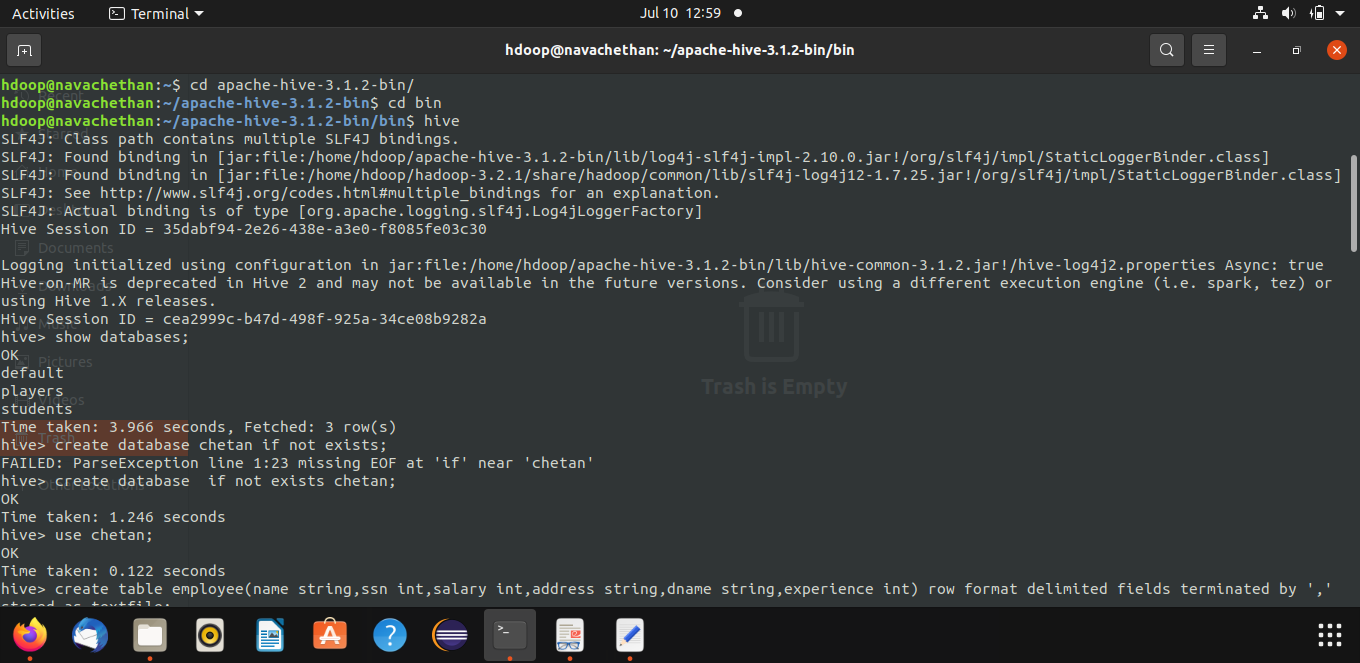 Activities
Terminal
Jul 10 12:59
hdoop@navachethan: ~/apache-hive-3.1.2-bin/bin
hdoop@navachethan:~$ cd apache-hive-3.1.2-bin/
hdoop@navachethan:~/apache-hive-3.1.2-bin$ cd bin
hdoop@navachethan:~/apache-hive-3.1.2-bin/bin$ hive
SLF4J: Class path contains multiple SLF4J bindings.
SLF4J: Found binding in [jar:file:/home/hdoop/apache-hive-3.1.2-bin/lib/log4j-slf4j-impl-2.10.0.jar!/org/slf4j/impl/StaticLoggerBinder.class]
SLF4J: Found binding in [jar:file:/home/hdoop/hadoop-3.2.1/share/hadoop/common/lib/slf4j-log4j12-1.7.25.jar!/org/slf4j/impl/StaticLoggerBinder.class]
SLF4J: See http://www.slf4j.org/codes.html#multiple_bindings for an explanation.
SLF4J: Actual binding is of type [org.apache.logging.slf4j.Log4jLoggerFactory]
Hive Session ID = 35dabf94-2e26-438e-a3e0-f8085fe03c30
Documents
Logging initialized using configuration in jar:file:/home/hdoop/apache-hive-3.1.2-bin/lib/hive-common-3.1.2.jar!/hive-log4j2.properties Async: true
Hive-on-MR is deprecated in Hive 2 and may not be available in the future versions. Consider using a different execution engine (i.e. spark, tez) or
using Hive 1.X releases.
Hive Session ID = cea2999c-b47d-498f-925a-34ce08b9282a
hive> show databases;
OK
Pictures
default
players
Videos
students
Trash is Empty
Time taken: 3.966 seconds, Fetched: 3 row(s)
Trash
hive> create database chetan if not exists;
FAILED: ParseException line 1:23 missing EOF at 'if' near 'chetan'
hive> create database  if not exists chetan;
Other Locations
OK
Time taken: 1.246 seconds
hive> use chetan;
OK
Time taken: 0.122 seconds
hive> create table employee(name string,ssn int,salary int,address string,dname string,experience int) row format delimited fields terminated by ','
stored as textfile;